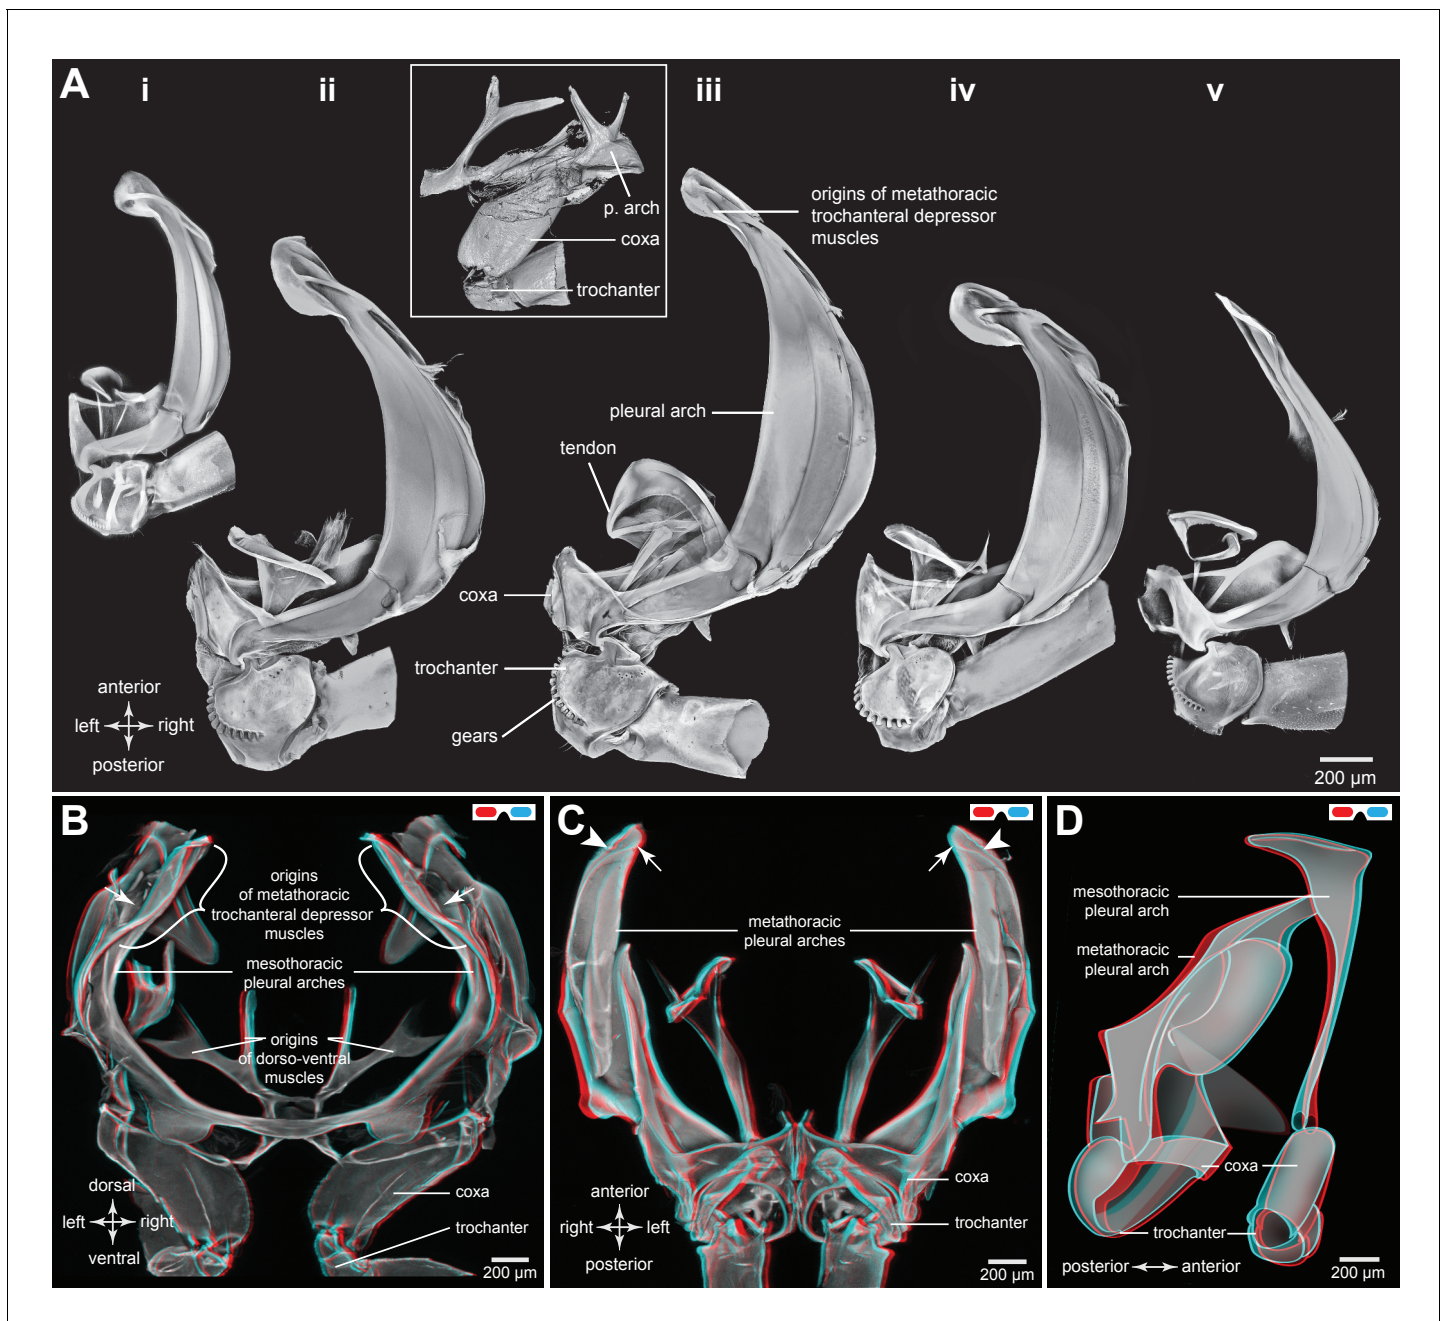 A
i
ii
iii
iv
v
p. arch
coxa
trochanter
origins of metathoracic
trochanteral depressor
muscles
pleural arch
tendon
coxa
trochanter
gears
anterior
left
right
posterior
200 µm
B
origins
of metathoracic
trochanteral depressor
muscles
mesothoracic
pleural arches
origins
of dorso-ventral
muscles
coxa
trochanter
dorsal
left
right
ventral
200 µm
C
metathoracic
pleural arches
coxa
trochanter
anterior
right
left
posterior
200 µm
D
mesothoracic
pleural arch
metathoracic
pleural arch
coxa
trochanter
posterior
anterior
200 µm